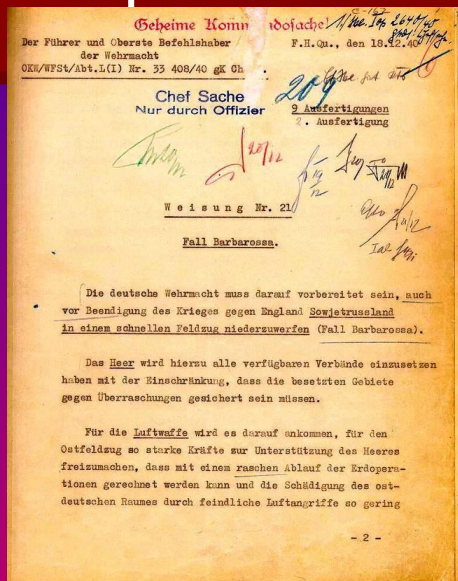 Geheime Komm dosache
Der Führer und Oberste Befehlshaber F.H.Qu., den 18.12.40
der Wehrmacht
OKW/WFSt/Abt.L(I) Nr. 33 408/40 gK Ch
209
Chef Sache
Nur durch Offizier
9 Ausfertigungen
2. Ausfertigung
Weisung Nr. 21
Fall Barbarossa.
Die deutsche Wehrmacht muss darauf vorbereitet sein, auch
vor Beendigung des Krieges gegen England Sowjetrussland
in einem schnellen Feldzug niederzuwerfen (Fall Barbarossa).
Das Heer wird hierzu alle verfügbaren Verbände einzusetzen
haben mit der Einschränkung, dass die besetzten Gebiete
gegen Überraschungen gesichert sein müssen.
Für die Luftwaffe wird es darauf ankommen, für den
Ostfeldzug so starke Kräfte zur Unterstützung des Heeres
freizumachen, dass mit einem raschen Ablauf der Erdopera-
tionen gerechnet werden kann und die Schädigung des ost-
deutschen Raumes durch feindliche Luftangriffe so gering
- 2 -